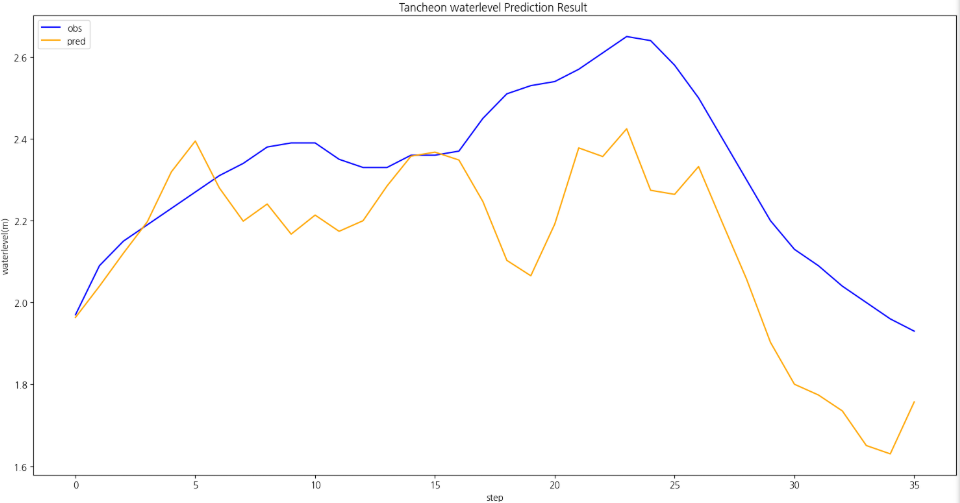 Tancheon waterlevel Prediction Result
obs
pred
2.6
2.4
2.2
2.0
1.8
1.6
waterlevel(m)
0 5 10 15 20 25 30 35
step